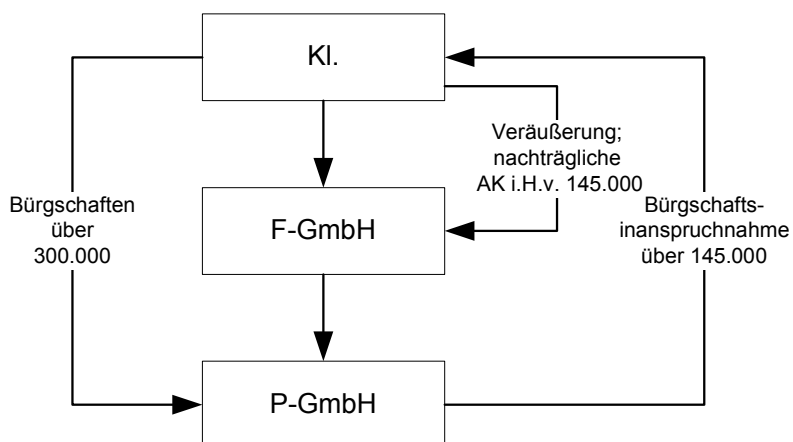 Kl.
Veräußerung;
nachträgliche
AK i.H.v. 145.000
Bürgschaften
über
300.000
F-GmbH
Bürgschafts-
inanspruchnahme
über 145.000
P-GmbH